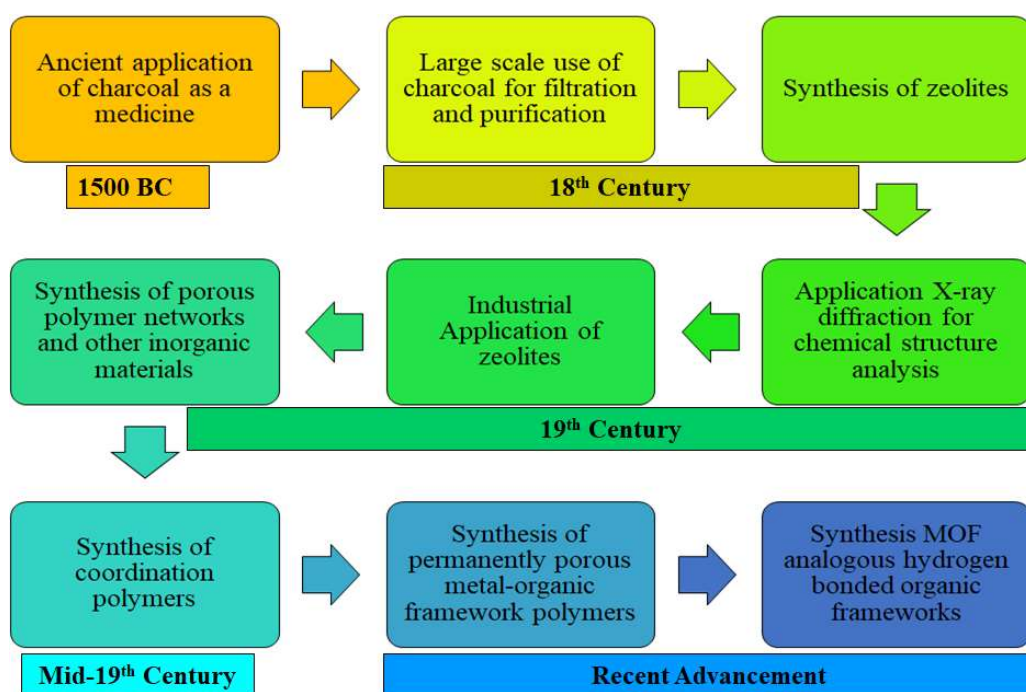 Ancient application
of charcoal as a
medicine
Large scale use of
charcoal for filtration
and purification
Synthesis of zeolites
1500 BC
18th Century
Synthesis of porous
polymer networks
and other inorganic
materials
Industrial
Application of
zeolites
Application X-ray
diffraction for
chemical structure
analysis
19th Century
Synthesis of
coordination
polymers
Synthesis of
permanently porous
metal-organic
framework polymers
Synthesis MOF
analogous hydrogen
bonded organic
frameworks
Mid-19th Century
Recent Advancement